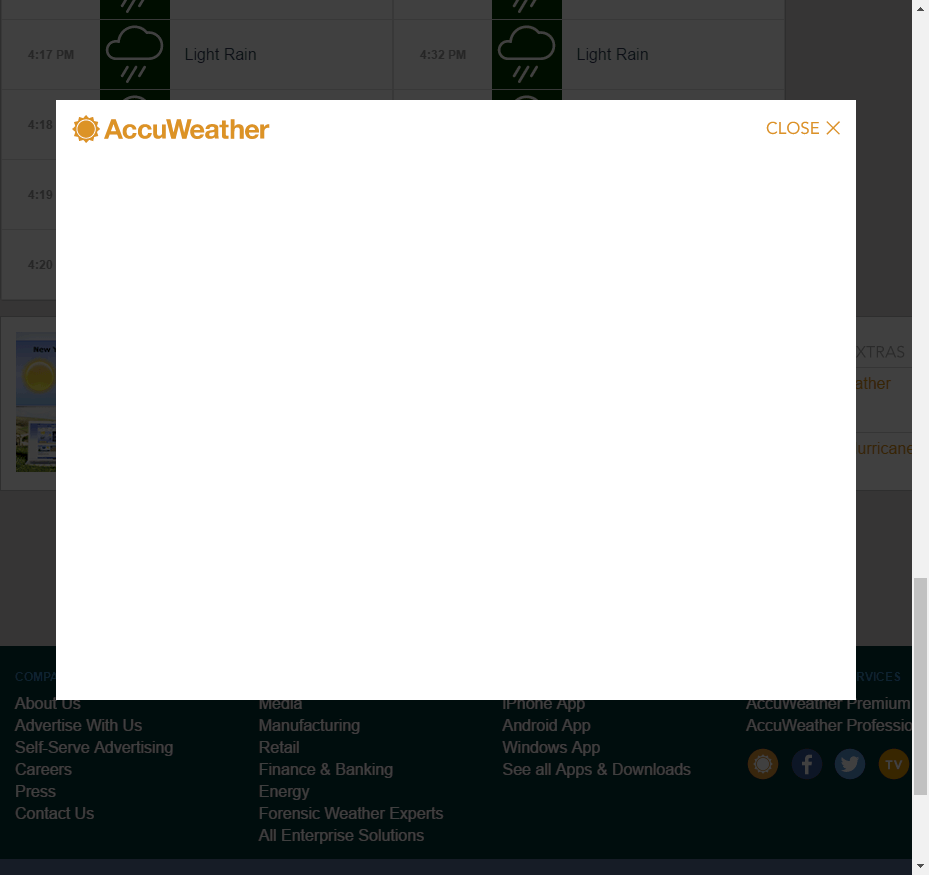 4:17 PM Light Rain 4:32 PM Light Rain
4:18
AccuWeather CLOSE
4:19
4:20
New
EXTRAS
ather
urricane
COMPA RVICES
About Us Media iPhone App AccuWeather Premium
Advertise With Us Manufacturing Android App AccuWeather Professio
Self-Serve Advertising Retail Windows App
Careers Finance & Banking See all Apps & Downloads
TV
Press Energy
Contact Us Forensic Weather Experts
All Enterprise Solutions